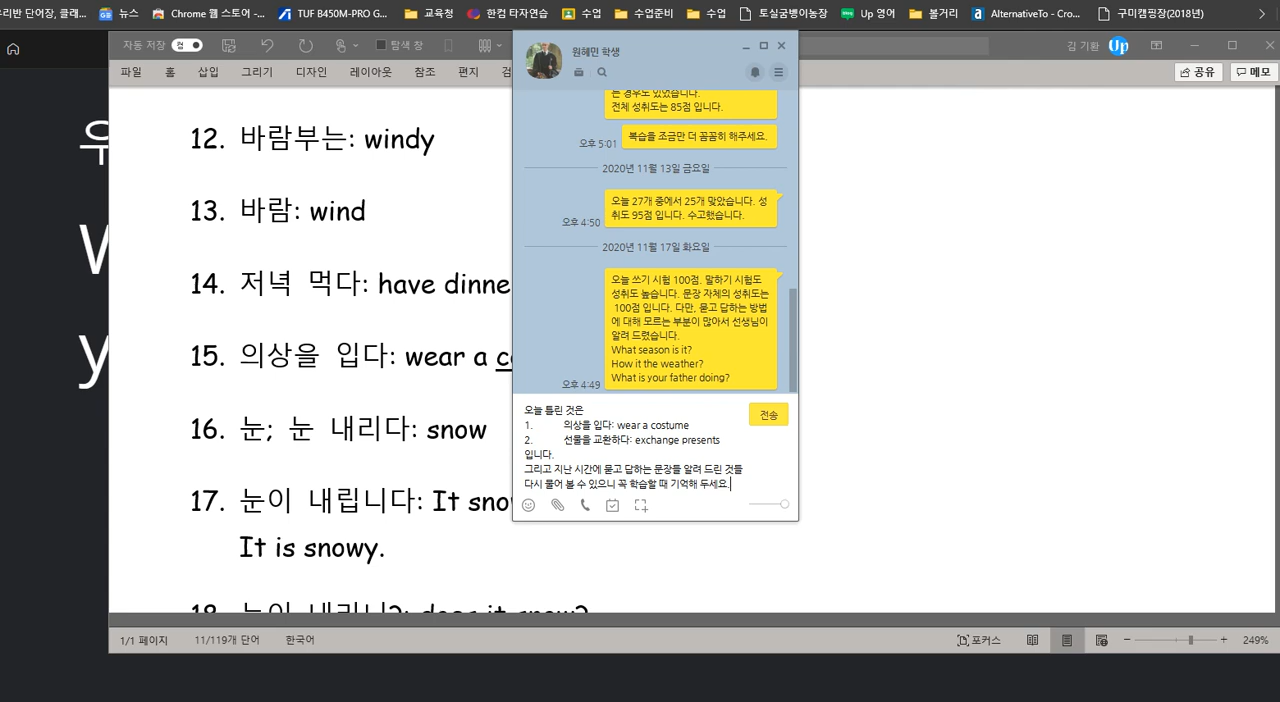 리반 단어장, 클래... 뉴스 Chrome 웹 스토어 -... TUF B450M-PRO G... 교육청 한컴 타자연습 수업 수업준비 수업 토실굼벵이농장 Up 영어 볼거리 AlternativeTo - Cro... 구미캠핑장(2018년)
자동 저장 탐색 창 김 기환 Up
파일 홈 삽입 그리기 디자인 레이아웃 참조 편지 검 공유 메모
12. 바람부는: windy
13. 바람: wind
14. 저녁 먹다: have dinne
15. 의상을 입다: wear a
16. 눈; 눈 내리다: snow
17. 눈이 내립니다: It sno
It is snowy.
원혜민 학생
는 경우도 있었습니다.
전체 성취도는 85점 입니다.
오후 5:01 복습을 조금만 더 꼼꼼히 해주세요.
2020년 11월 13일 금요일
오늘 27개 중에서 25개 맞았습니다. 성
취도 95점 입니다. 수고했습니다.
오후 4:50
2020년 11월 17일 화요일
오늘 쓰기 시험 100점. 말하기 시험도
성취도 높습니다. 문장 자체의 성취도는
100점 입니다. 다만, 묻고 답하는 방법
에 대해 모르는 부분이 많아서 선생님이
알려 드렸습니다.
What season is it?
How it the weather?
What is your father doing?
오후 4:49
오늘 틀린 것은
1. 의상을 입다: wear a costume
2. 선물을 교환하다: exchange presents
입니다.
그리고 지난 시간에 묻고 답하는 문장들 알려 드린 것들
다시 물어 볼 수 있으니 꼭 학습할 때 기억해 두세요.
전송
1/1 페이지 11/119개 단어 한국어 포커스 249%